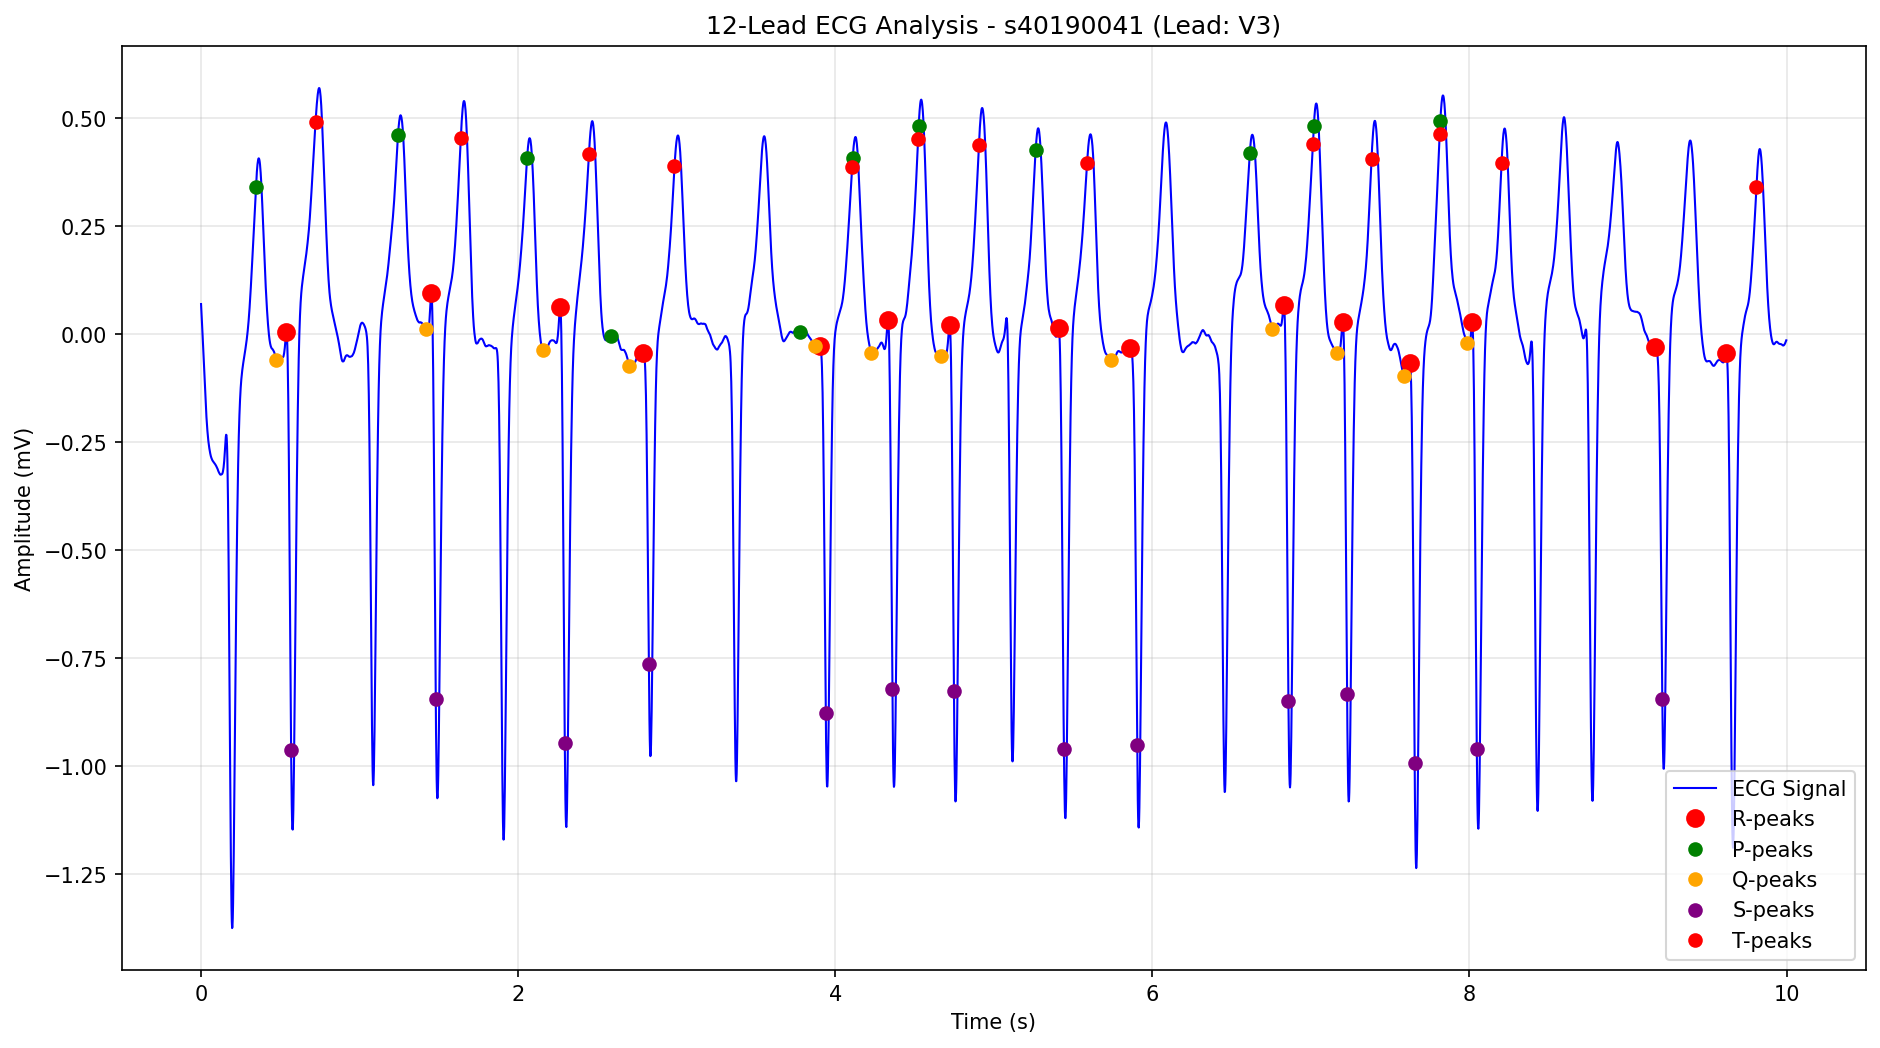 12-Lead ECG Analysis - s40190041 (Lead: V3)
0.50
0.25
0.00
−0.25
−0.50
−0.75
−1.00
−1.25
Amplitude (mV)
0 2 4 6 8 10
Time (s)
ECG Signal
R-peaks
P-peaks
Q-peaks
S-peaks
T-peaks